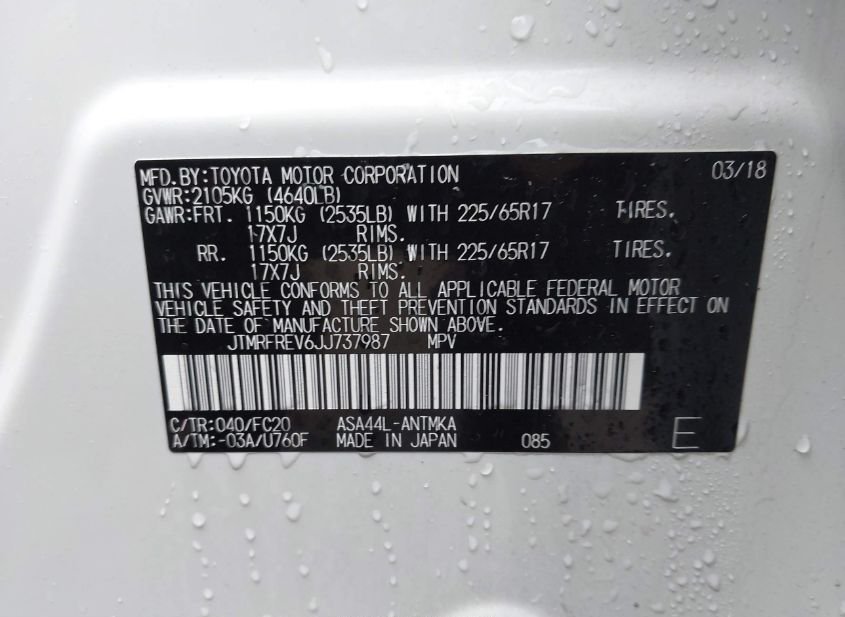 MFD.BY:TOYOTA MOTOR CORPORATION 03/18
GVWR:2105KG (4640LB)
GAWR:FRT. 1150KG (2535LB) WITH 225/65R17 TIRES.
17X7J RIMS.
RR. 1150KG (2535LB) WITH 225/65R17 TIRES.
17X7J RIMS.
THIS VEHICLE CONFORMS TO ALL APPLICABLE FEDERAL MOTOR
VEHICLE SAFETY AND THEFT PREVENTION STANDARDS IN EFFECT ON
THE DATE OF MANUFACTURE SHOWN ABOVE.
JTMRFREV6JJ737987 MPV
C/TR:040/FC20 ASA44L-ANTMKA
A/TM:-03A/U760F MADE IN JAPAN 085 E